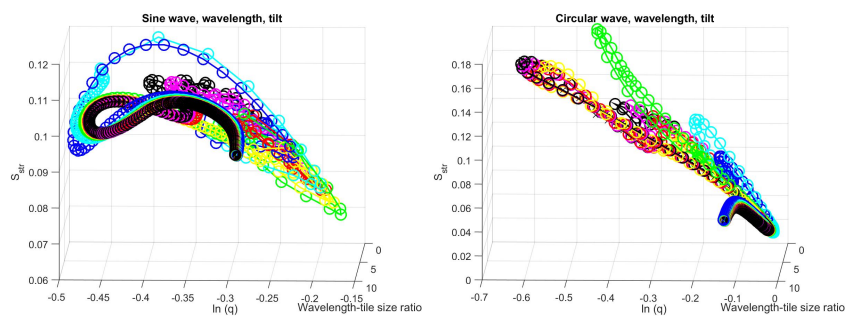 Sine wave, wavelength, tilt
0.12
0.11
0.1
0.09
0.08
0.07
0.06
S_str
-0.5 -0.45 -0.4 -0.35 -0.3 -0.25 -0.2 -0.15
ln (q)
0
5
10
Wavelength-tile size ratio
Circular wave, wavelength, tilt
0.18
0.16
0.14
0.12
0.1
0.08
0.06
0.04
0.02
0
S_str
-0.7 -0.6 -0.5 -0.4 -0.3 -0.2 -0.1 0
ln (q)
0
5
10
Wavelength-tile size ratio